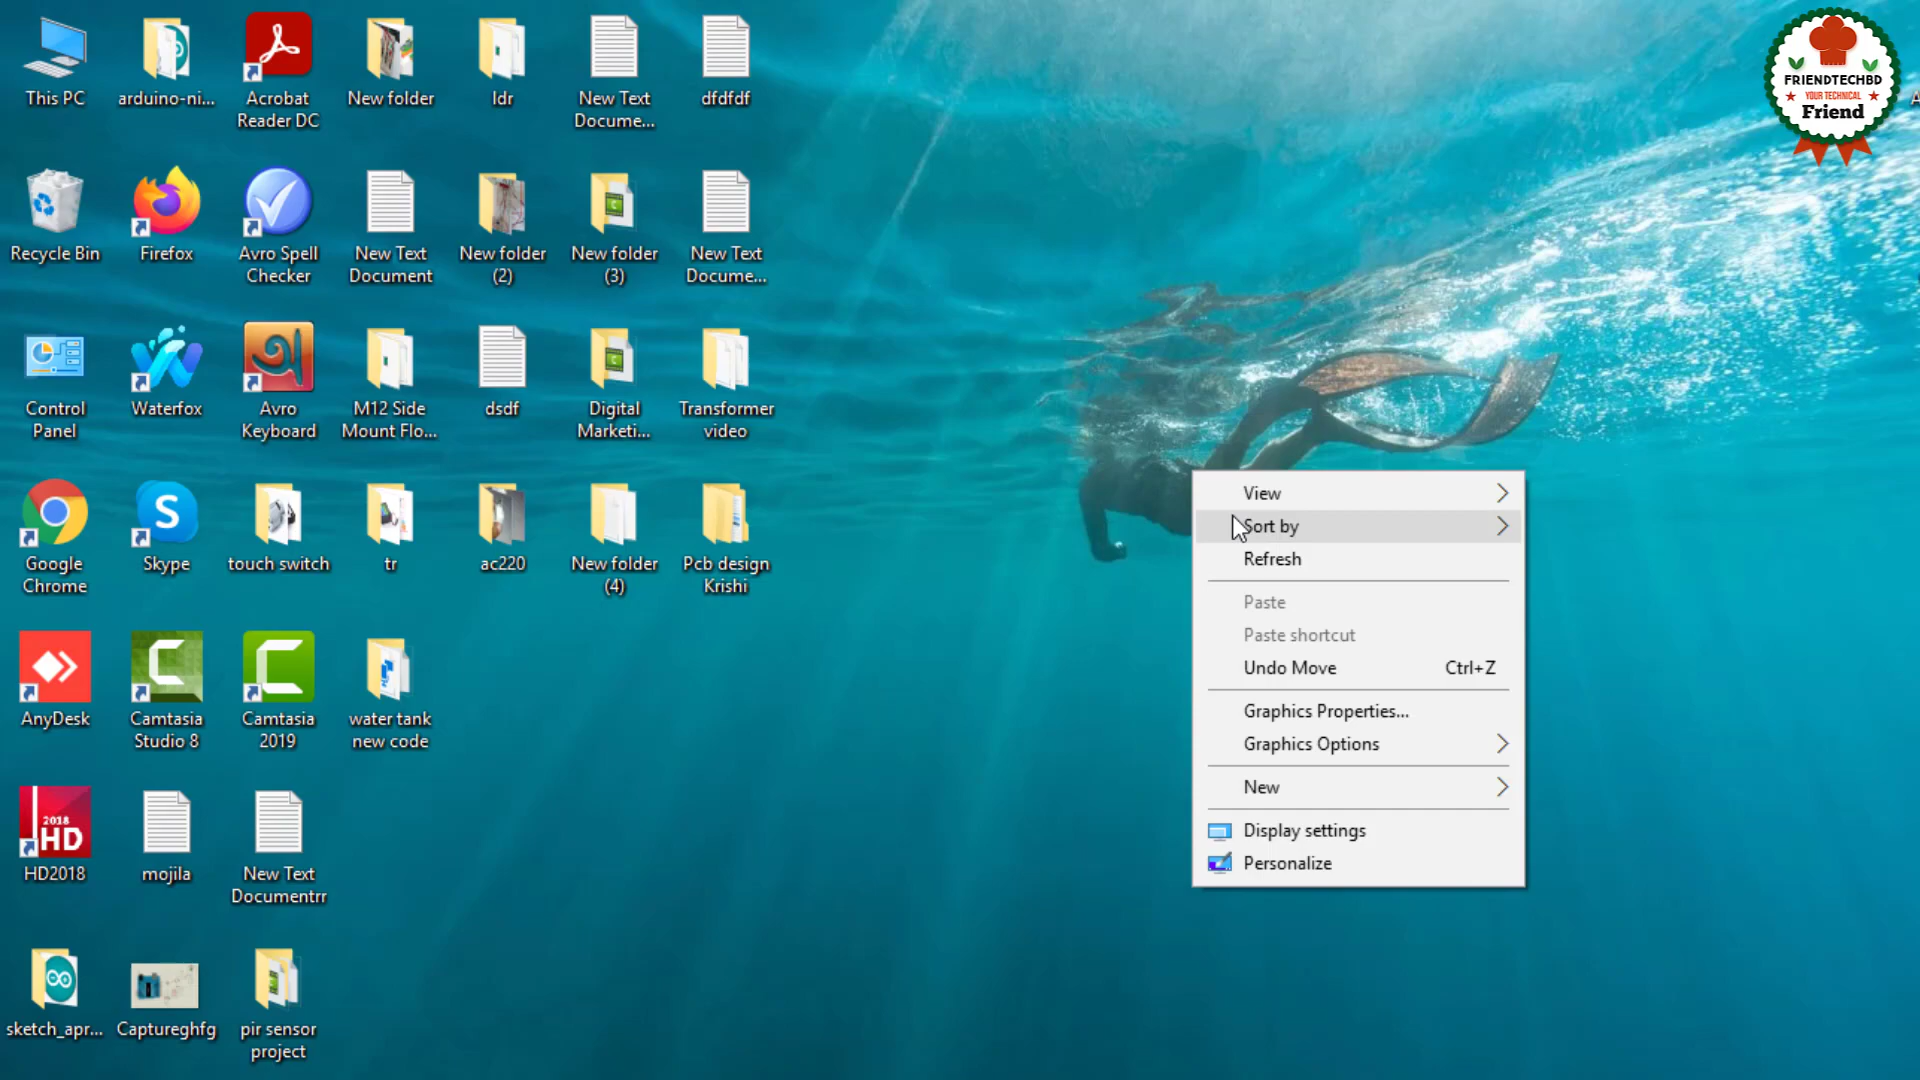 This PC
arduino-ni...
Acrobat
Reader DC
New folder
ldr
New Text
Docume...
dfdfdf
FRIENDTECHBD
YOUR TECHNICAL
Friend
Recycle Bin
Firefox
Avro Spell
Checker
New Text
Document
New folder
(2)
New folder
(3)
New Text
Docume...
Control
Panel
Waterfox
Avro
Keyboard
M12 Side
Mount Flo...
dsdf
Digital
Marketi...
Transformer
video
Google
Chrome
Skype
touch switch
tr
ac220
New folder
(4)
Pcb design
Krishi
AnyDesk
Camtasia
Studio 8
Camtasia
2019
water tank
new code
2018
HD
HD2018
mojila
New Text
Documentrr
sketch_apr...
Captureghfg
pir sensor
project
View
Sort by
Refresh
Paste
Paste shortcut
Undo Move Ctrl+Z
Graphics Properties...
Graphics Options
New
Display settings
Personalize